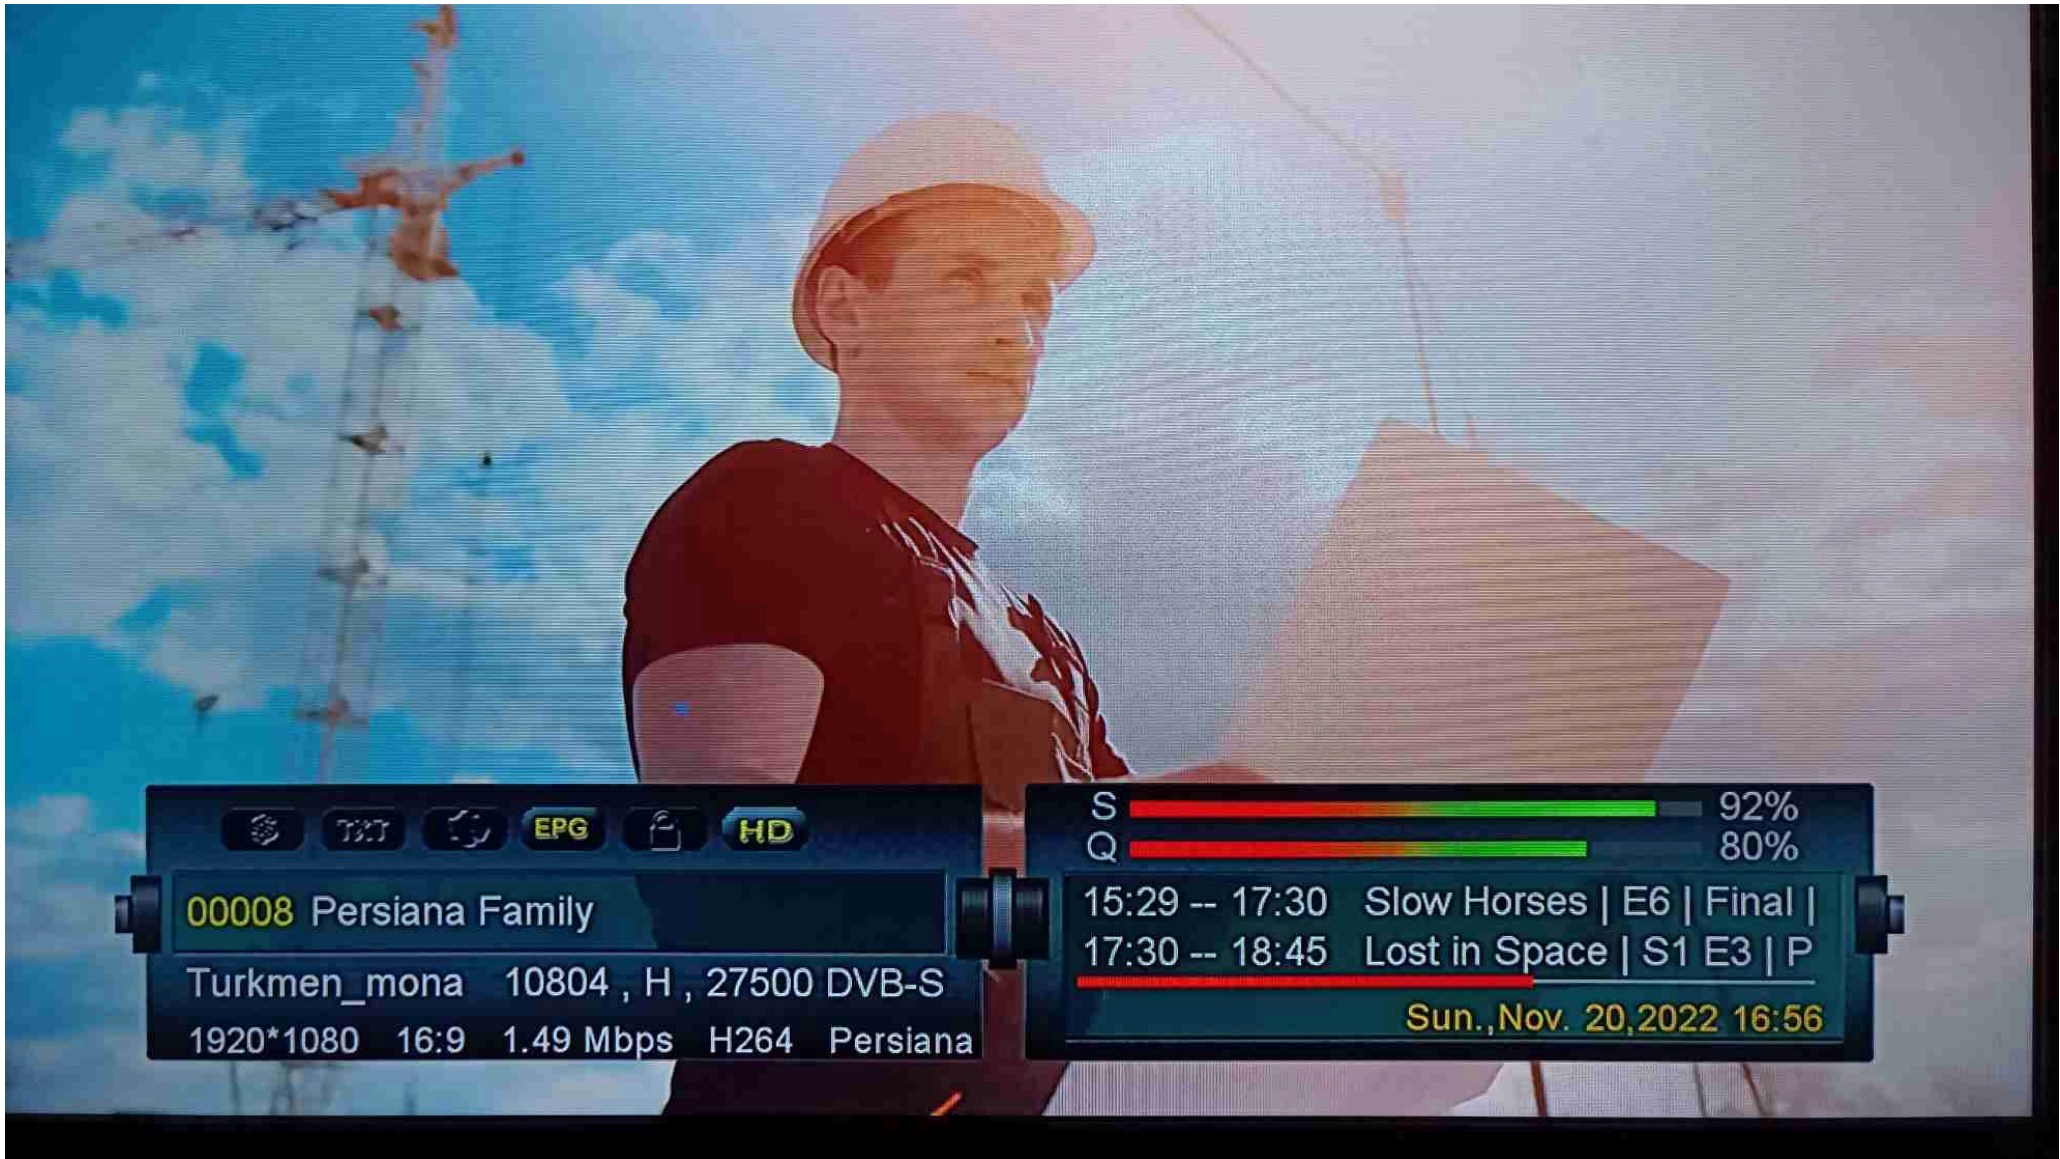 TXT EPG HD
00008 Persiana Family
Turkmen_mona 10804 , H , 27500 DVB-S
1920*1080 16:9 1.49 Mbps H264 Persiana
S 92%
Q 80%
15:29 -- 17:30 Slow Horses | E6 | Final |
17:30 -- 18:45 Lost in Space | S1 E3 | P
Sun.,Nov. 20,2022 16:56